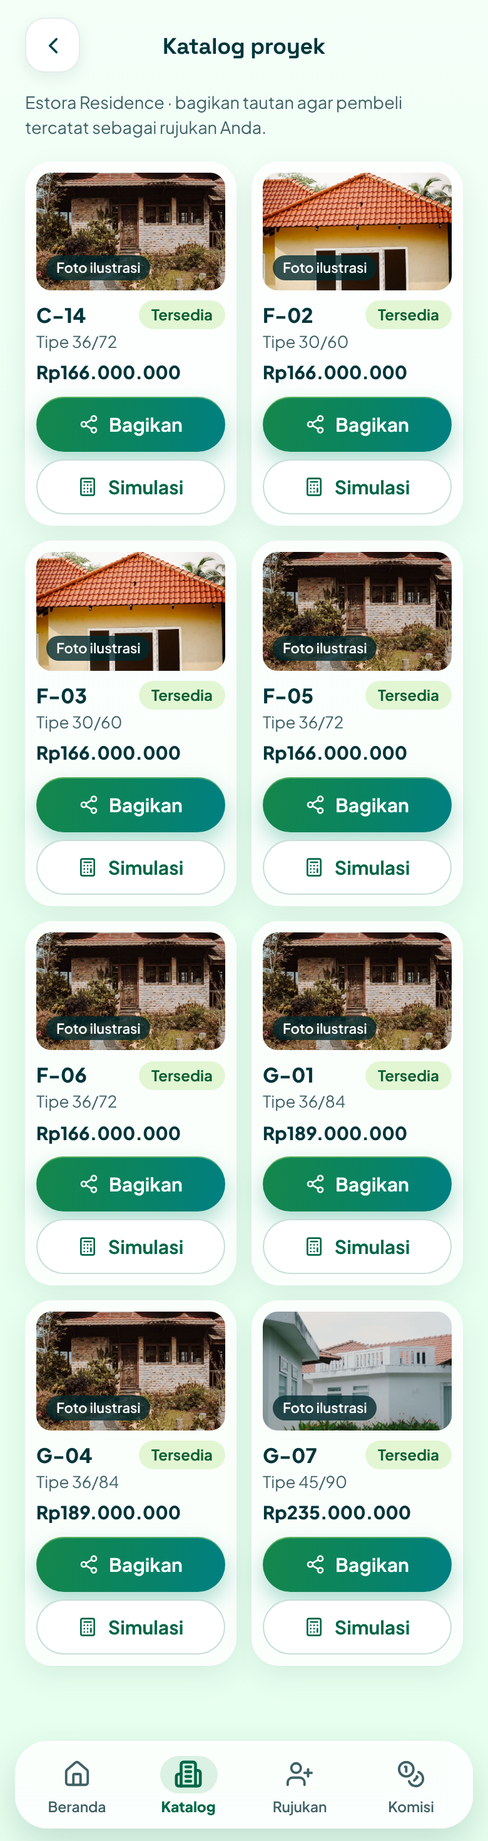 Katalog proyek
Estora Residence · bagikan tautan agar pembeli
tercatat sebagai rujukan Anda.
Foto ilustrasi
C-14
Tersedia
Tipe 36/72
Rp166.000.000
Bagikan
Simulasi
Foto ilustrasi
F-02
Tersedia
Tipe 30/60
Rp166.000.000
Bagikan
Simulasi
Foto ilustrasi
F-03
Tersedia
Tipe 30/60
Rp166.000.000
Bagikan
Simulasi
Foto ilustrasi
F-05
Tersedia
Tipe 36/72
Rp166.000.000
Bagikan
Simulasi
Foto ilustrasi
F-06
Tersedia
Tipe 36/72
Rp166.000.000
Bagikan
Simulasi
Foto ilustrasi
G-01
Tersedia
Tipe 36/84
Rp189.000.000
Bagikan
Simulasi
Foto ilustrasi
G-04
Tersedia
Tipe 36/84
Rp189.000.000
Bagikan
Simulasi
Foto ilustrasi
G-07
Tersedia
Tipe 45/90
Rp235.000.000
Bagikan
Simulasi
Beranda
Katalog
Rujukan
Komisi